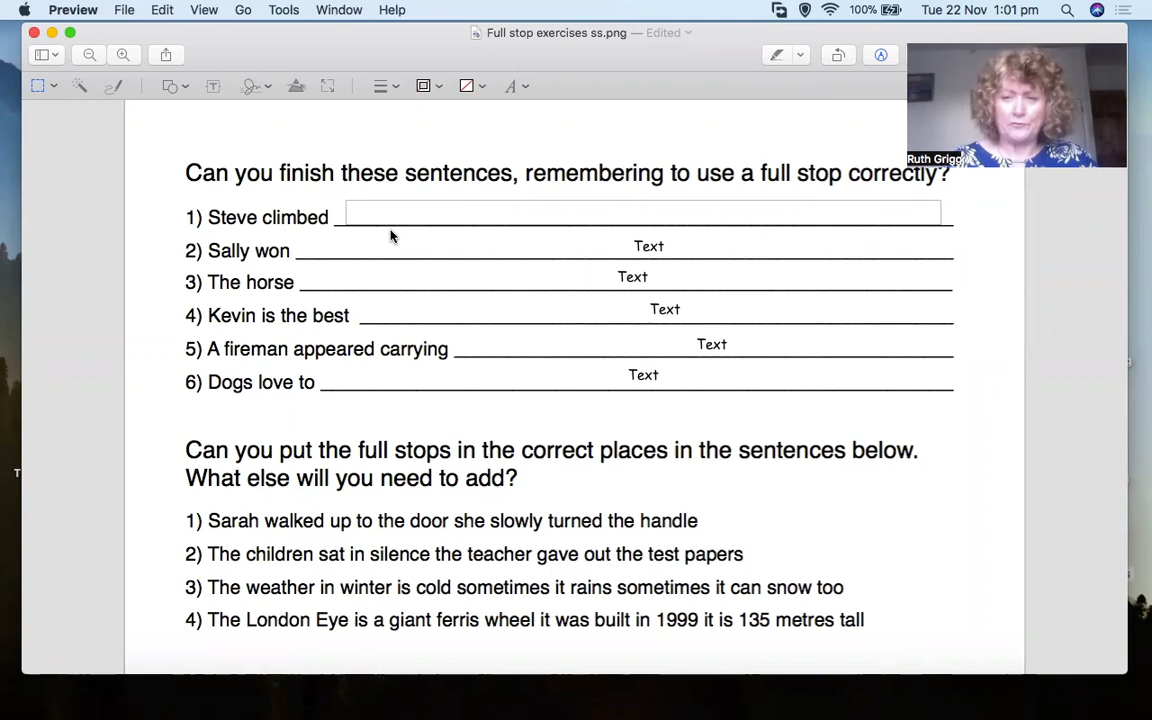 Preview File Edit View Go Tools Window Help 100% Tue 22 Nov 1:01 pm
Full stop exercises ss.png — Edited
Ruth Grigg
Can you finish these sentences, remembering to use a full stop correctly?
1) Steve climbed
2) Sally won Text
3) The horse Text
4) Kevin is the best Text
5) A fireman appeared carrying Text
6) Dogs love to Text
Can you put the full stops in the correct places in the sentences below.
What else will you need to add?
1) Sarah walked up to the door she slowly turned the handle
2) The children sat in silence the teacher gave out the test papers
3) The weather in winter is cold sometimes it rains sometimes it can snow too
4) The London Eye is a giant ferris wheel it was built in 1999 it is 135 metres tall